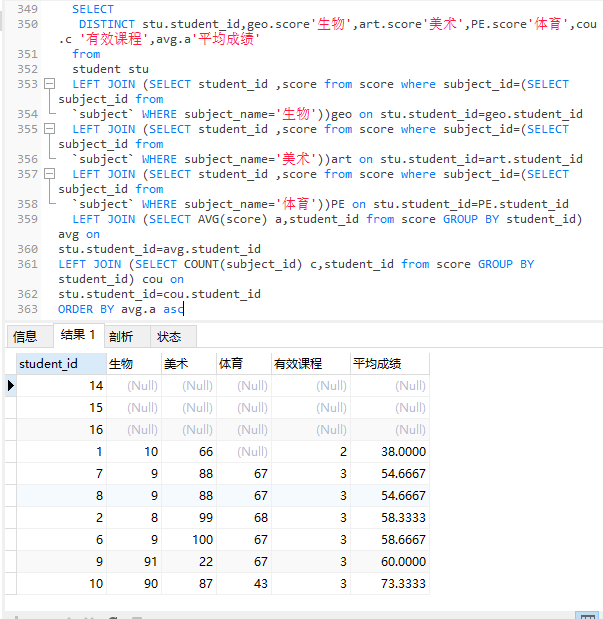 349 SELECT
350 DISTINCT stu.student_id,geo.score'生物',art.score'美术',PE.score'体育',cou
.c '有效课程',avg.a'平均成绩'
351 from
352 student stu
353 LEFT JOIN (SELECT student_id ,score from score where subject_id=(SELECT
subject_id from
354 `subject` WHERE subject_name='生物'))geo on stu.student_id=geo.student_id
355 LEFT JOIN (SELECT student_id ,score from score where subject_id=(SELECT
subject_id from
356 `subject` WHERE subject_name='美术'))art on stu.student_id=art.student_id
357 LEFT JOIN (SELECT student_id ,score from score where subject_id=(SELECT
subject_id from
358 `subject` WHERE subject_name='体育'))PE on stu.student_id=PE.student_id
359 LEFT JOIN (SELECT AVG(score) a,student_id from score GROUP BY student_id)
avg on
360 stu.student_id=avg.student_id
361 LEFT JOIN (SELECT COUNT(subject_id) c,student_id from score GROUP BY
student_id) cou on
362 stu.student_id=cou.student_id
363 ORDER BY avg.a asc
信息 结果 1 剖析 状态
student_id 生物 美术 体育 有效课程 平均成绩
14 (Null) (Null) (Null) (Null) (Null)
15 (Null) (Null) (Null) (Null) (Null)
16 (Null) (Null) (Null) (Null) (Null)
1 10 66 (Null) 2 38.0000
7 9 88 67 3 54.6667
8 9 88 67 3 54.6667
2 8 99 68 3 58.3333
6 9 100 67 3 58.6667
9 91 22 67 3 60.0000
10 90 87 43 3 73.3333